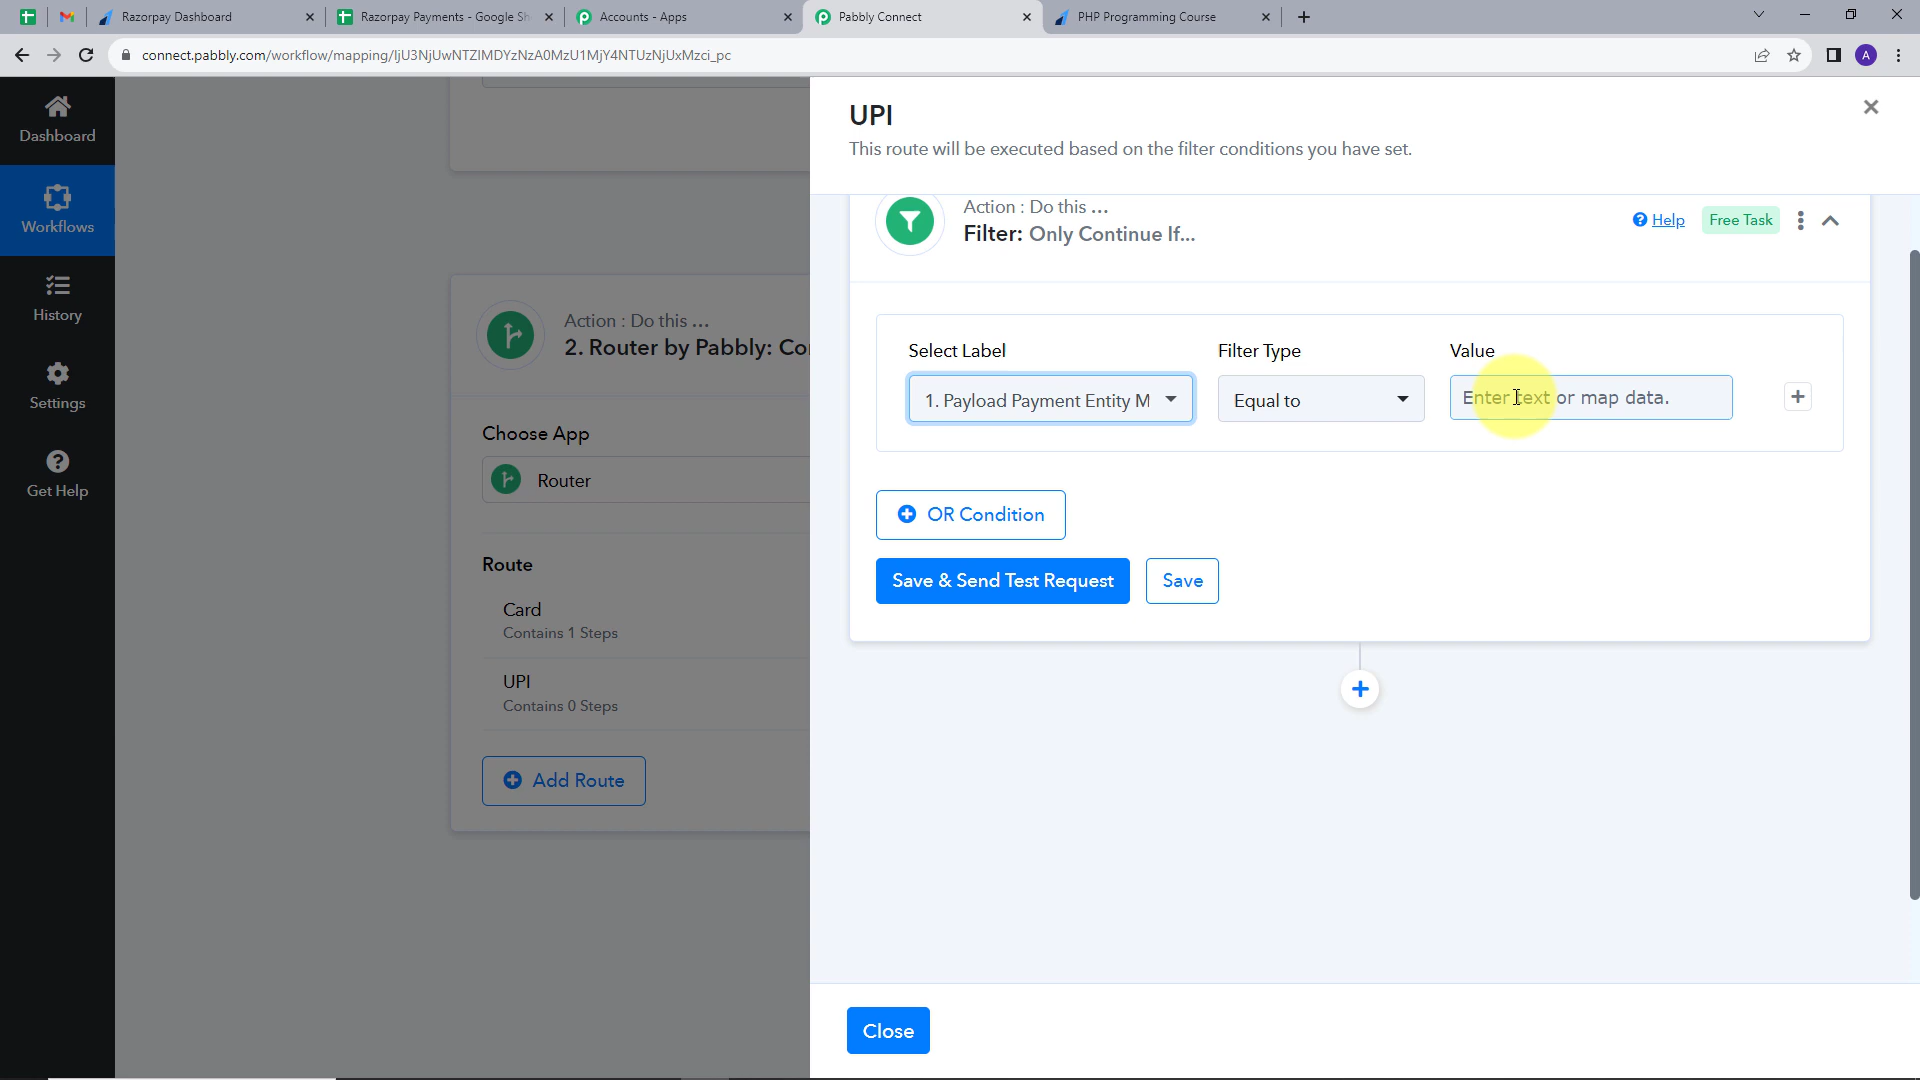 Razorpay Dashboard
Razorpay Payments - Google Sh
Accounts - Apps
Pabbly Connect
PHP Programming Course
connect.pabbly.com/workflow/mapping/IjU3NjUwNTZlMDYzNzA0MzU1MjY4NTUzNjUxMzci_pc
A
Dashboard
Workflows
History
Settings
Get Help
Action : Do this ...
2. Router by Pabbly: Co
Choose App
Router
Route
Card
Contains 1 Steps
UPI
Contains 0 Steps
Add Route
UPI
This route will be executed based on the filter conditions you have set.
Action : Do this ...
Filter: Only Continue If...
Help
Free Task
Select Label
Filter Type
Value
1. Payload Payment Entity M
Equal to
Enter text or map data.
OR Condition
Save & Send Test Request
Save
Close